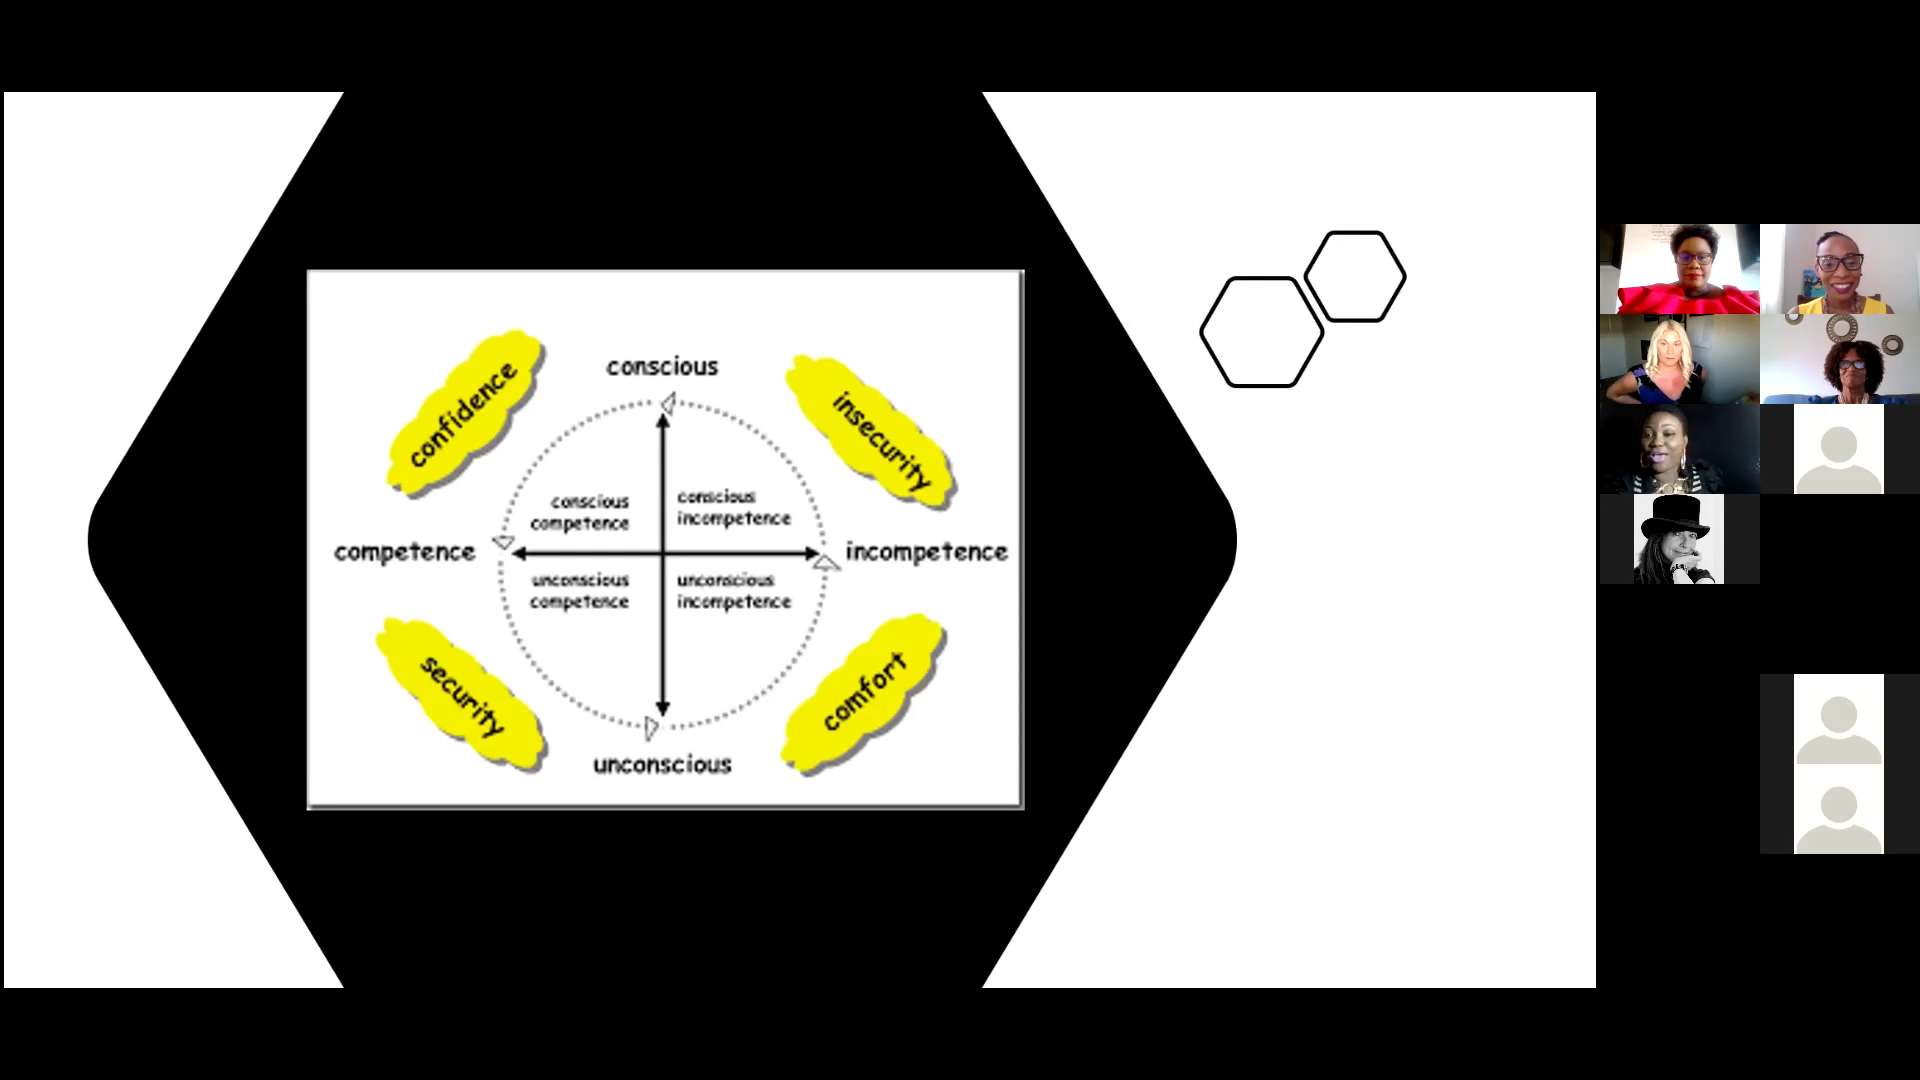 confidence
conscious
insecurity
conscious
competence
conscious
incompetence
competence
incompetence
unconscious
competence
unconscious
incompetence
security
comfort
unconscious